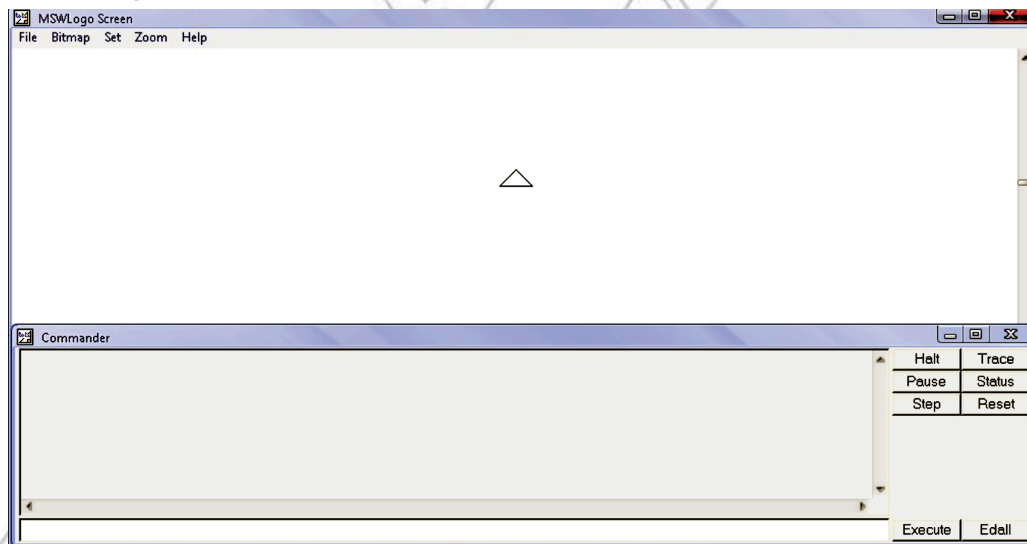 MSWLogo Screen
File Bitmap Set Zoom Help
Commander
Halt Trace
Pause Status
Step Reset
Execute Edall